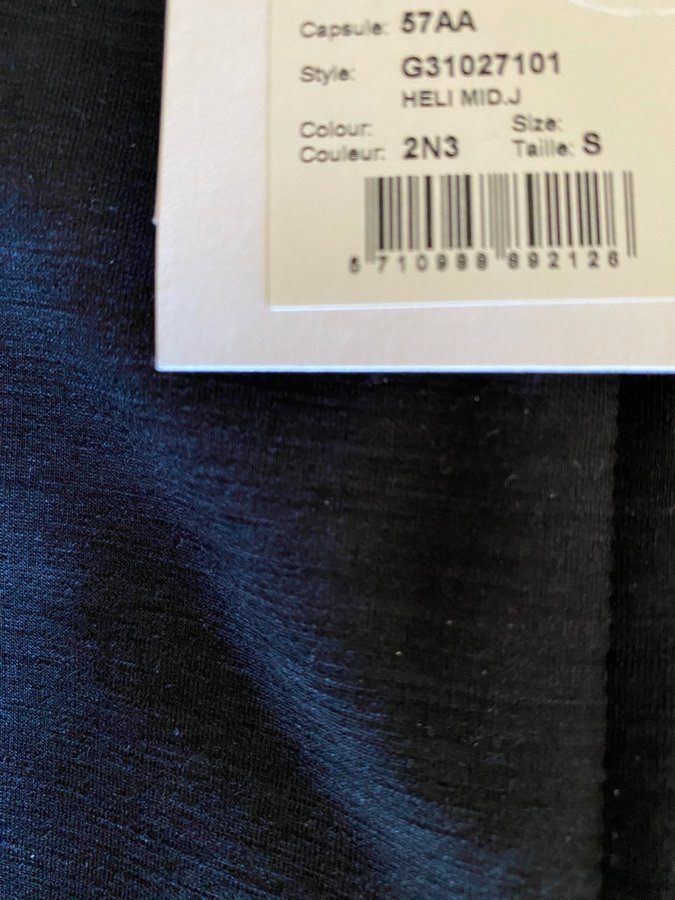 Capsule: 57AA
Style: G31027101
HELI MID.J
Colour: Size:
Couleur: 2N3 Taille: S
5 710988 892126